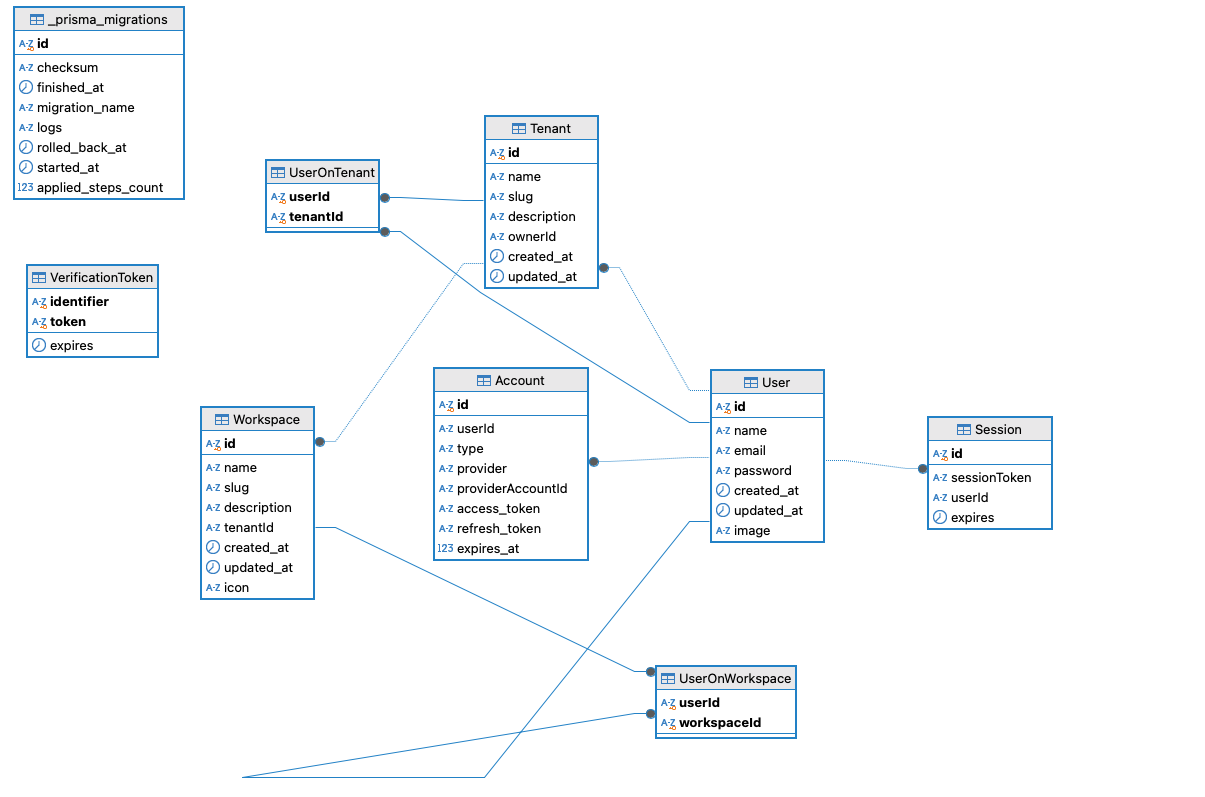 _prisma_migrations
A-Z id
A-Z checksum
finished_at
A-Z migration_name
A-Z logs
rolled_back_at
started_at
123 applied_steps_count
Tenant
A-Z id
A-Z name
A-Z slug
A-Z description
A-Z ownerId
created_at
updated_at
UserOnTenant
A-Z userId
A-Z tenantId
VerificationToken
A-Z identifier
A-Z token
expires
Account
A-Z id
A-Z userId
A-Z type
A-Z provider
A-Z providerAccountId
A-Z access_token
A-Z refresh_token
123 expires_at
User
A-Z id
A-Z name
A-Z email
A-Z password
created_at
updated_at
A-Z image
Workspace
A-Z id
A-Z name
A-Z slug
A-Z description
A-Z tenantId
created_at
updated_at
A-Z icon
Session
A-Z id
A-Z sessionToken
A-Z userId
expires
UserOnWorkspace
A-Z userId
A-Z workspaceId